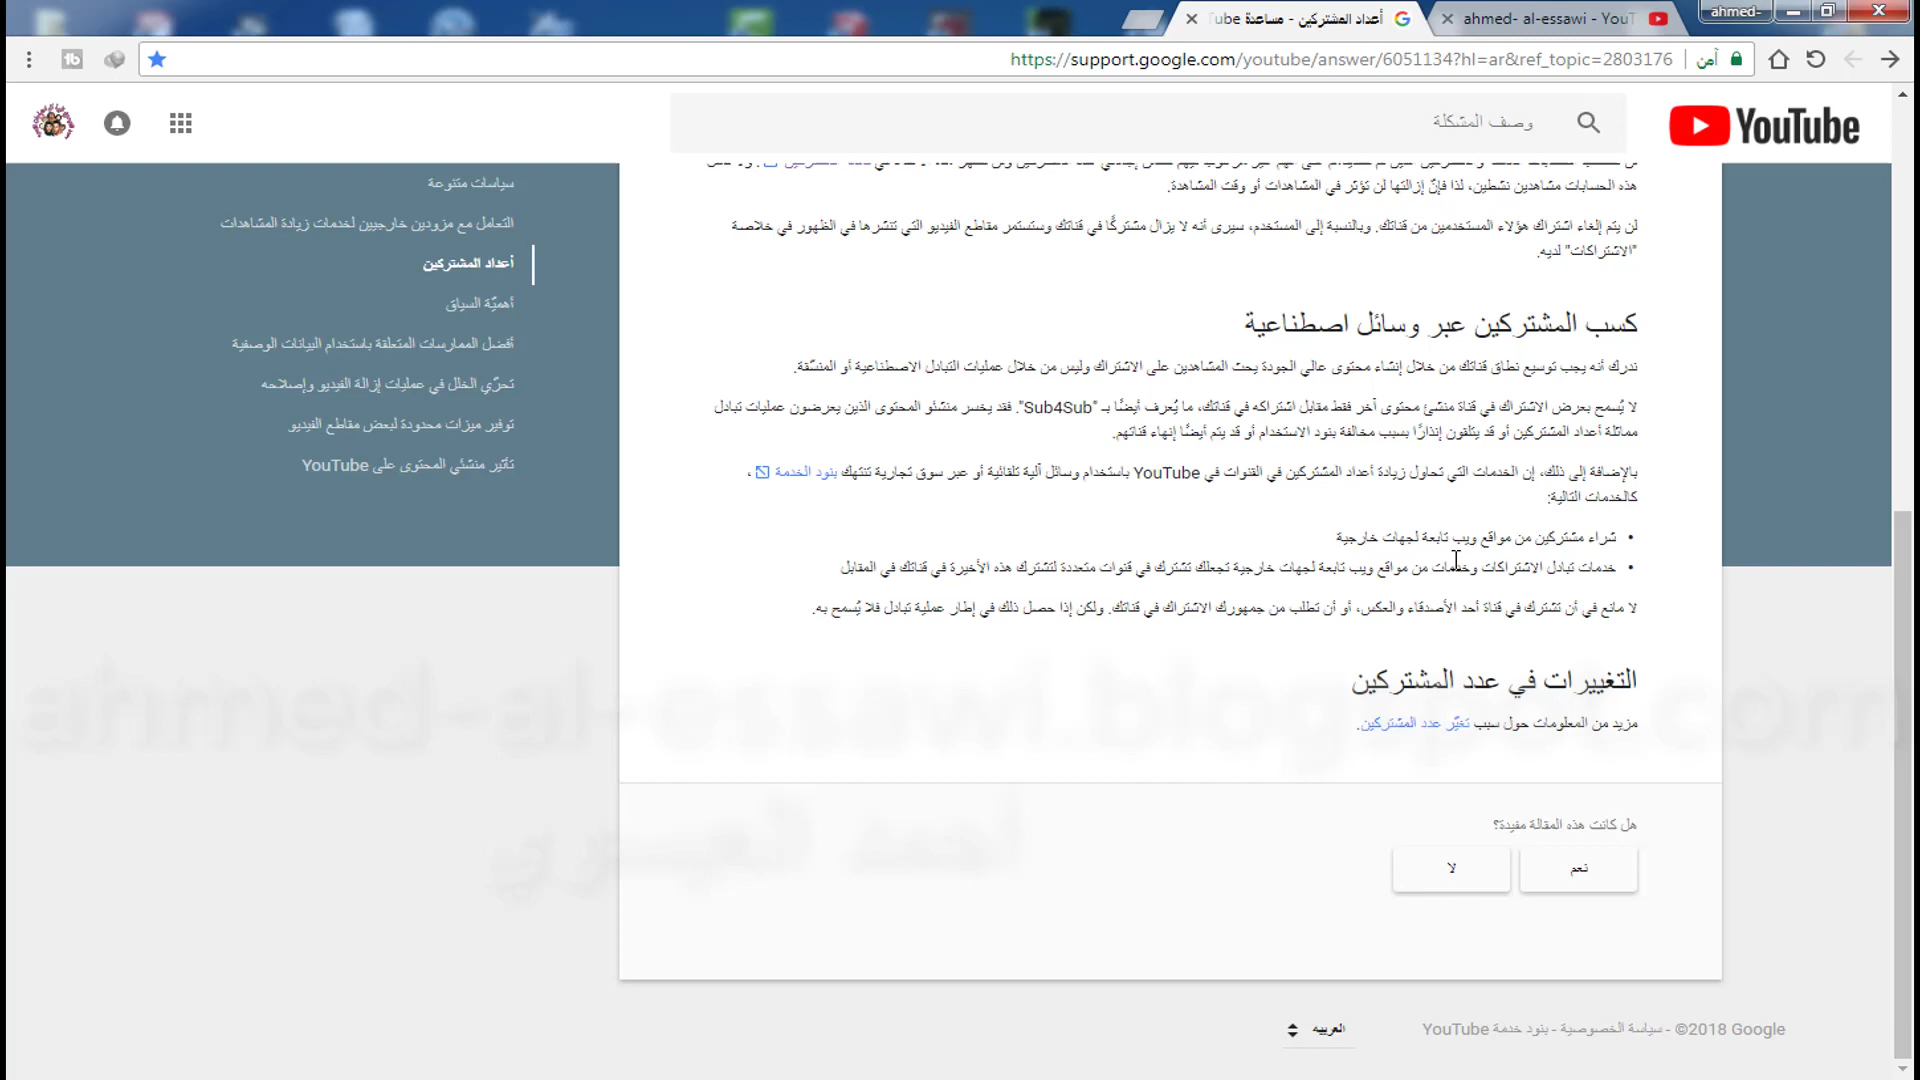 ahmed-
أعداد المشتركين - مساعدة Tube
ahmed- al-essawi - YouT
https://support.google.com/youtube/answer/6051134?hl=ar&ref_topic=2803176
آمن
وصف المشكلة
YouTube
هذه الحسابات مشاهدين نشطين، لذا فإنّ إزالتها لن تؤثر في المشاهدات أو وقت المشاهدة.
لن يتم إلغاء اشتراك هؤلاء المستخدمين من قناتك. وبالنسبة إلى المستخدم، سيرى أنه لا يزال مشتركًا في قناتك وستستمر مقاطع الفيديو التي تنشرها في الظهور في خلاصة
"الاشتراكات" لديه.
كسب المشتركين عبر وسائل اصطناعية
ندرك أنه يجب توسيع نطاق قناتك من خلال إنشاء محتوى عالي الجودة يحث المشاهدين على الاشتراك وليس من خلال عمليات التبادل الاصطناعية أو المنسّقة.
لا يُسمح بعرض الاشتراك في قناة منشئ محتوى آخر فقط مقابل اشتراكه في قناتك، ما يُعرف أيضًا بـ "Sub4Sub". فقد يخسر منشئو المحتوى الذين يعرضون عمليات تبادل
مماثلة أعداد المشتركين أو قد يتلقون إنذارًا بسبب مخالفة بنود الاستخدام أو قد يتم أيضًا إنهاء قناتهم.
بالإضافة إلى ذلك، إن الخدمات التي تحاول زيادة أعداد المشتركين في القنوات في YouTube باستخدام وسائل آلية تلقائية أو عبر سوق تجارية تنتهك بنود الخدمة ،
كالخدمات التالية:
• شراء مشتركين من مواقع ويب تابعة لجهات خارجية
• خدمات تبادل الاشتراكات وخدمات من مواقع ويب تابعة لجهات خارجية تجعلك تشترك في قنوات متعددة لتشترك هذه الأخيرة في قناتك في المقابل
لا مانع في أن تشترك في قناة أحد الأصدقاء والعكس، أو أن تطلب من جمهورك الاشتراك في قناتك. ولكن إذا حصل ذلك في إطار عملية تبادل فلا يُسمح به.
التغييرات في عدد المشتركين
مزيد من المعلومات حول سبب تغيّر عدد المشتركين.
هل كانت هذه المقالة مفيدة؟
نعم
لا
سياسات متنوعة
التعامل مع مزودين خارجيين لخدمات زيادة المشاهدات
أعداد المشتركين
أهميّة السياق
أفضل الممارسات المتعلقة باستخدام البيانات الوصفية
تحرّي الخلل في عمليات إزالة الفيديو وإصلاحه
توفير ميزات محدودة لبعض مقاطع الفيديو
تأثير منشئي المحتوى على YouTube
ahmed-al-essawi.blogspot.com
أحمد العيسوي
©2018 Google - سياسة الخصوصية - بنود خدمة YouTube
العربية